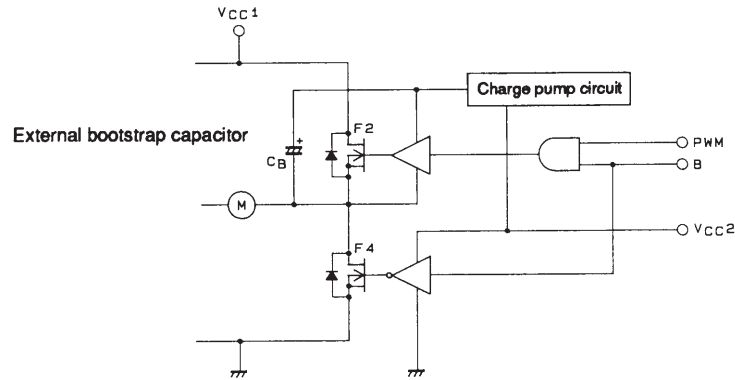 VCC1
Charge pump circuit
External bootstrap capacitor
+
CB
F2
PWM
B
M
VCC2
F4